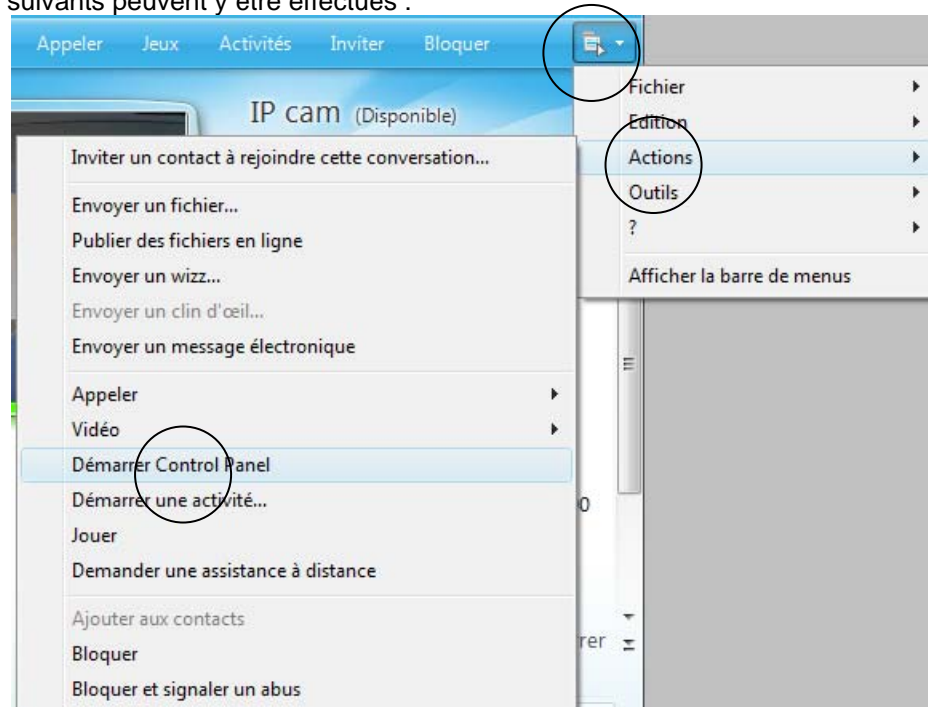 suivants peuvent y être effectués :
Appeler Jeux Activités Inviter Bloquer
IP cam (Disponible)
Fichier
Edition
Actions
Outils
?
Afficher la barre de menus
Inviter un contact à rejoindre cette conversation...
Envoyer un fichier...
Publier des fichiers en ligne
Envoyer un wizz...
Envoyer un clin d'œil...
Envoyer un message électronique
Appeler
Vidéo
Démarrer Control Panel
Démarrer une activité...
Jouer
Demander une assistance à distance
Ajouter aux contacts
Bloquer
Bloquer et signaler un abus
0
rer